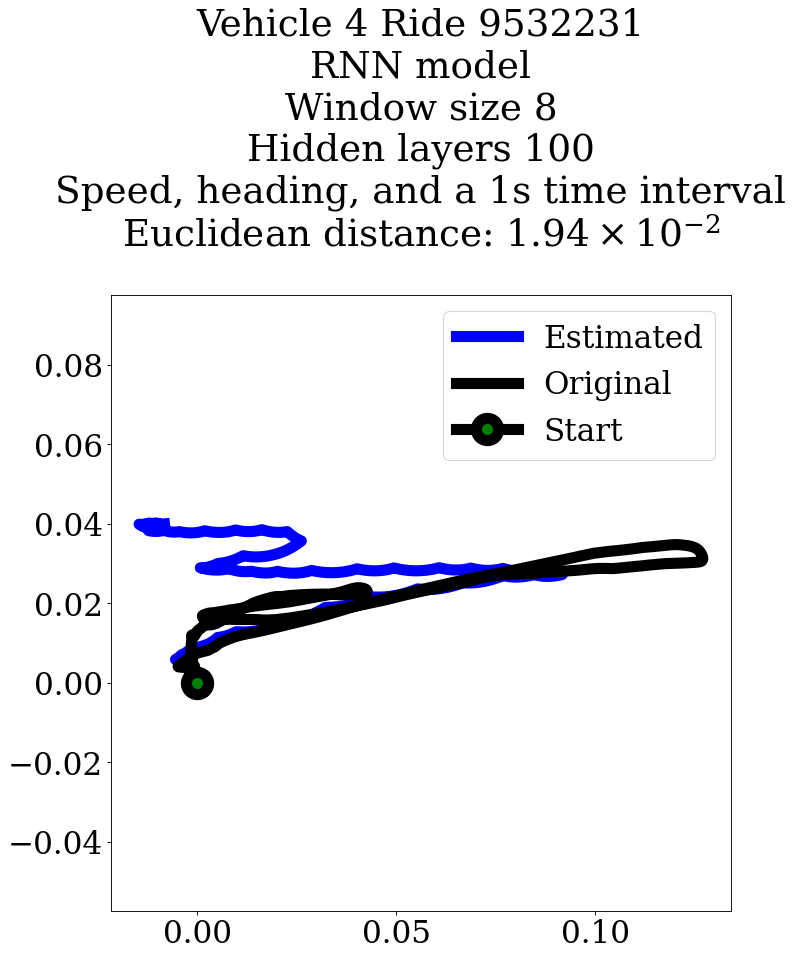 Vehicle 4 Ride 9532231
RNN model
Window size 8
Hidden layers 100
Speed, heading, and a 1s time interval
Euclidean distance: 1.94 × 10⁻²
Estimated
Original
Start
0.08
0.06
0.04
0.02
0.00
−0.02
−0.04
0.00 0.05 0.10